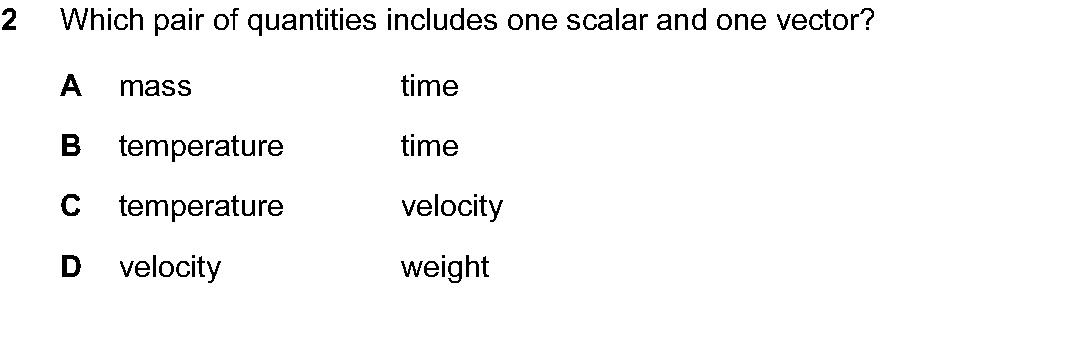 2 Which pair of quantities includes one scalar and one vector?
A mass time
B temperature time
C temperature velocity
D velocity weight